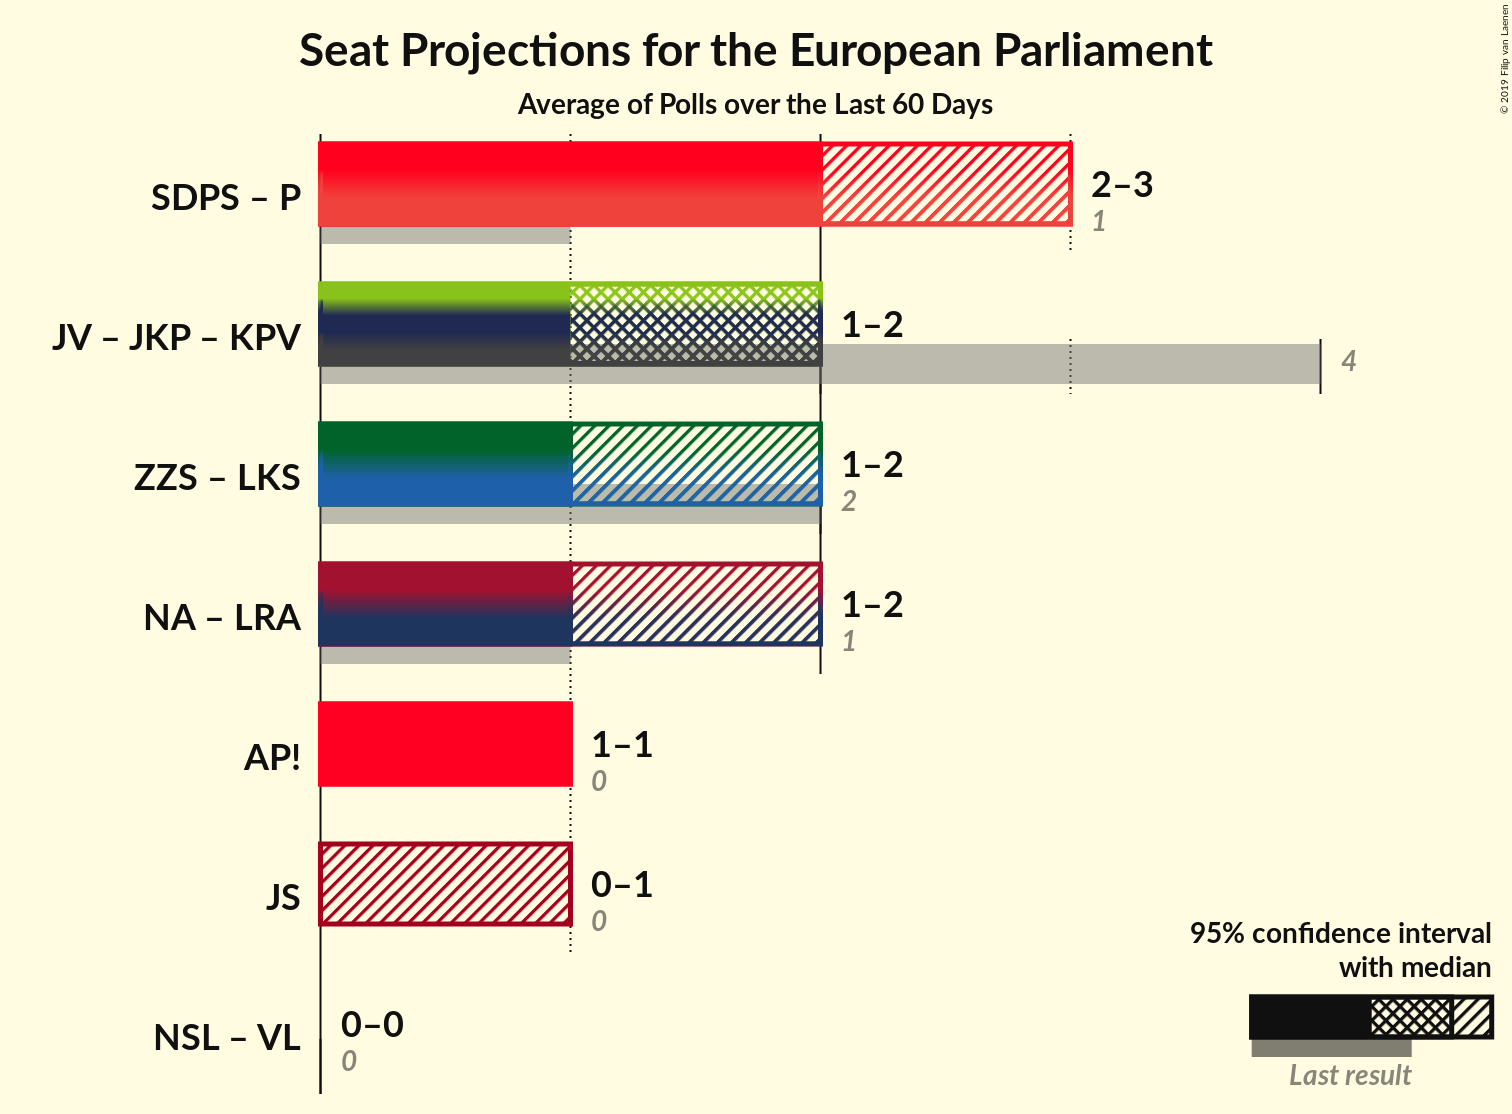 Seat Projections for the European Parliament
Average of Polls over the Last 60 Days
© 2019 Filip van Laenen
SDPS – P
2–3
1
JV – JKP – KPV
1–2
4
ZZS – LKS
1–2
2
NA – LRA
1–2
1
AP!
1–1
0
JS
0–1
0
NSL – VL
0–0
0
95% confidence interval
with median
Last result